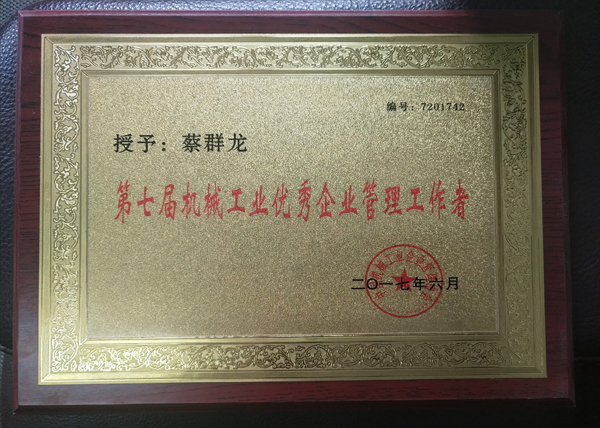 编号：7201742
授予：蔡群龙
第七届机械工业优秀企业管理工作者
二〇一七年六月